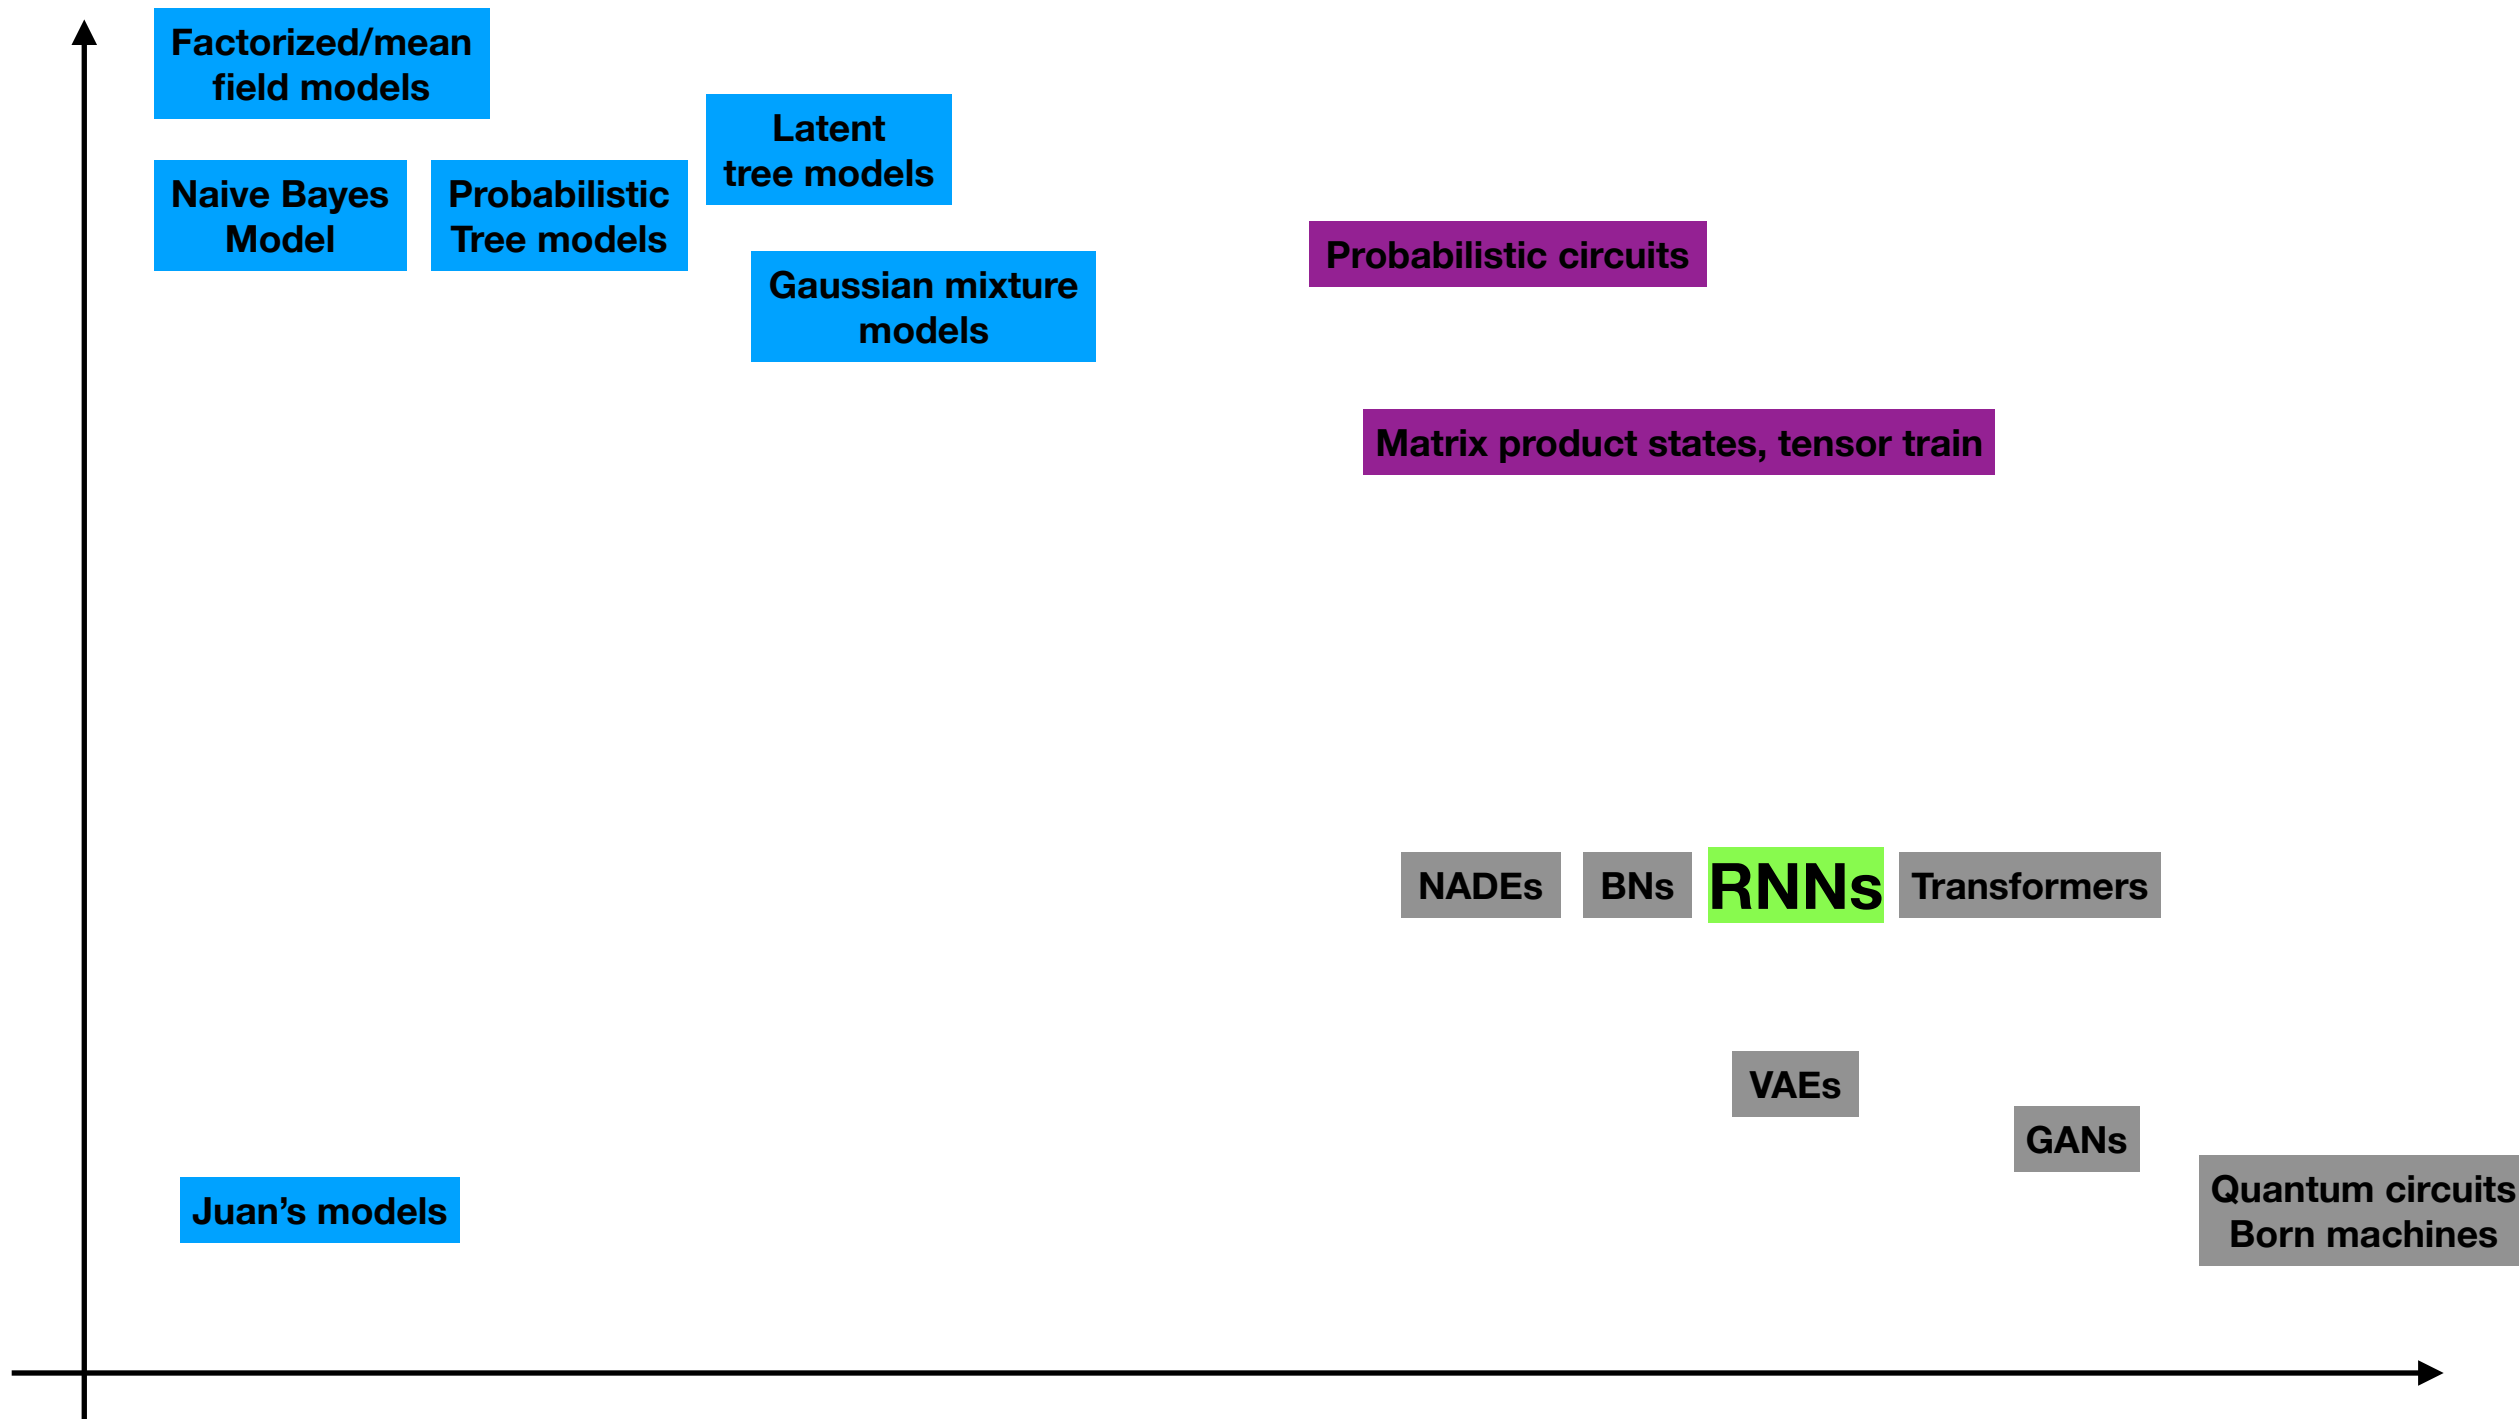 Factorized/mean
field models
Latent
tree models
Naive Bayes
Model
Probabilistic
Tree models
Gaussian mixture
models
Probabilistic circuits
Matrix product states, tensor train
NADEs
BNs
RNNs
Transformers
VAEs
GANs
Juan’s models
Quantum circuits
Born machines